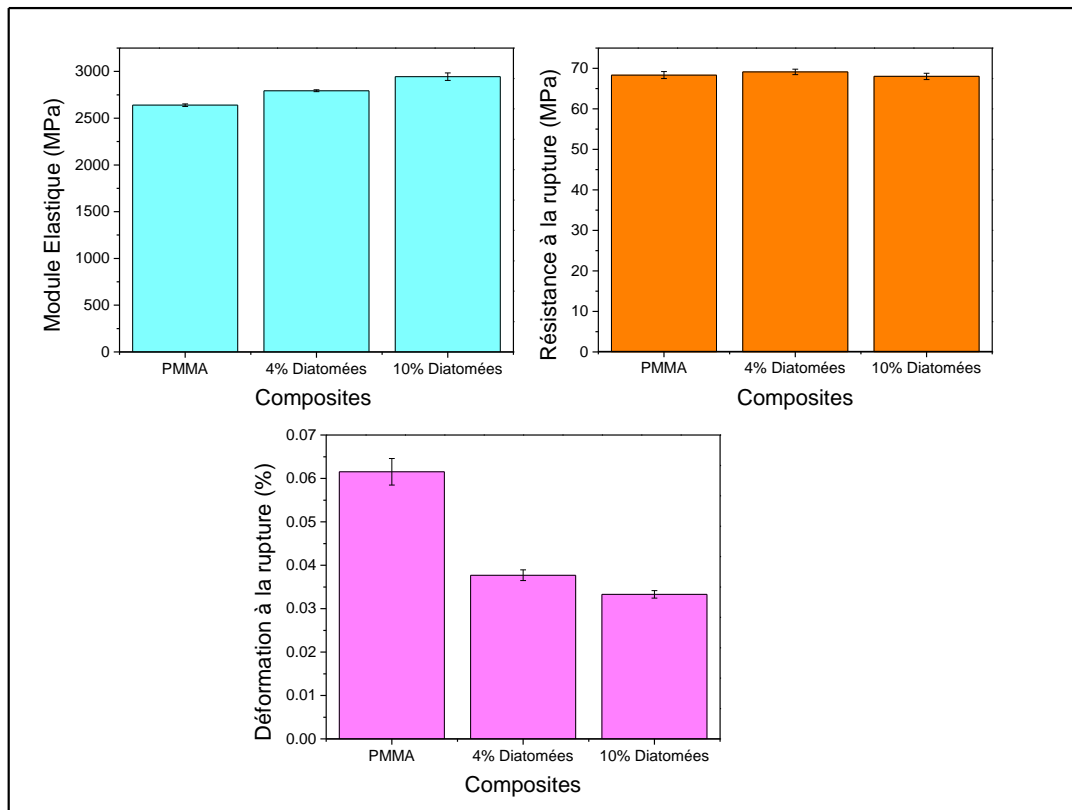 Module Elastique (MPa)
3000
2500
2000
1500
1000
500
0
PMMA 4% Diatomées 10% Diatomées
Composites
Résistance à la rupture (MPa)
70
60
50
40
30
20
10
0
PMMA 4% Diatomées 10% Diatomées
Composites
Déformation à la rupture (%)
0.07
0.06
0.05
0.04
0.03
0.02
0.01
0.00
PMMA 4% Diatomées 10% Diatomées
Composites